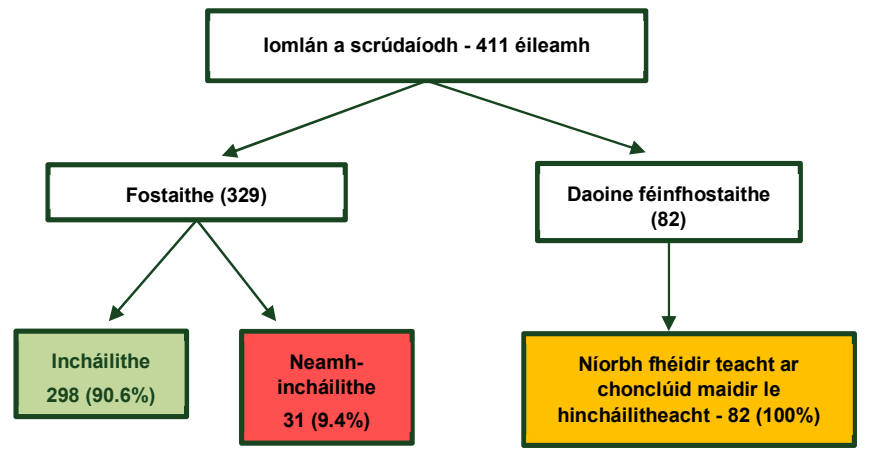 Iomlán a scrúdaíodh - 411 éileamh
Fostaithe (329)
Daoine féinfhostaithe
(82)
Incháilithe
298 (90.6%)
Neamh-
incháilithe
31 (9.4%)
Níorbh fhéidir teacht ar
chonclúid maidir le
hincháilitheacht - 82 (100%)